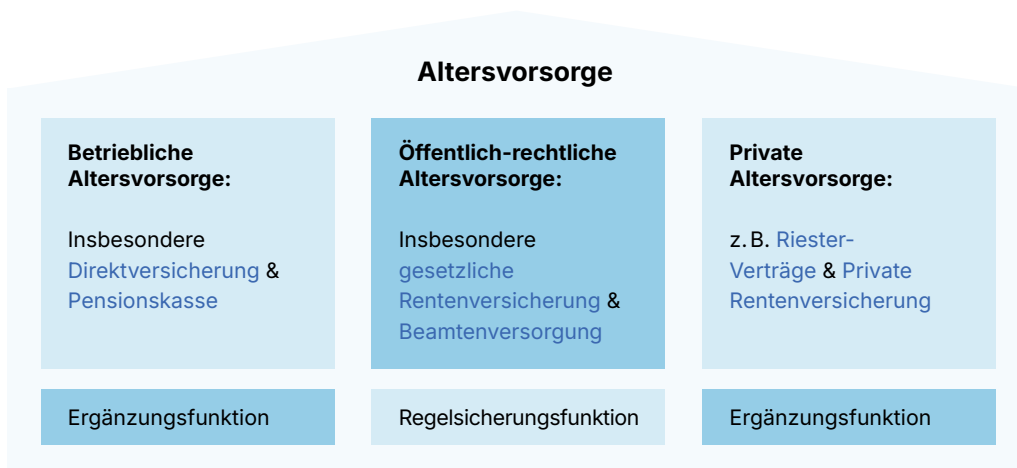 Altersvorsorge
Betriebliche
Altersvorsorge:
Insbesondere
Direktversicherung &
Pensionskasse
Ergänzungsfunktion
Öffentlich-rechtliche
Altersvorsorge:
Insbesondere
gesetzliche
Rentenversicherung &
Beamtenversorgung
Regelsicherungsfunktion
Private
Altersvorsorge:
z. B. Riester-
Verträge & Private
Rentenversicherung
Ergänzungsfunktion